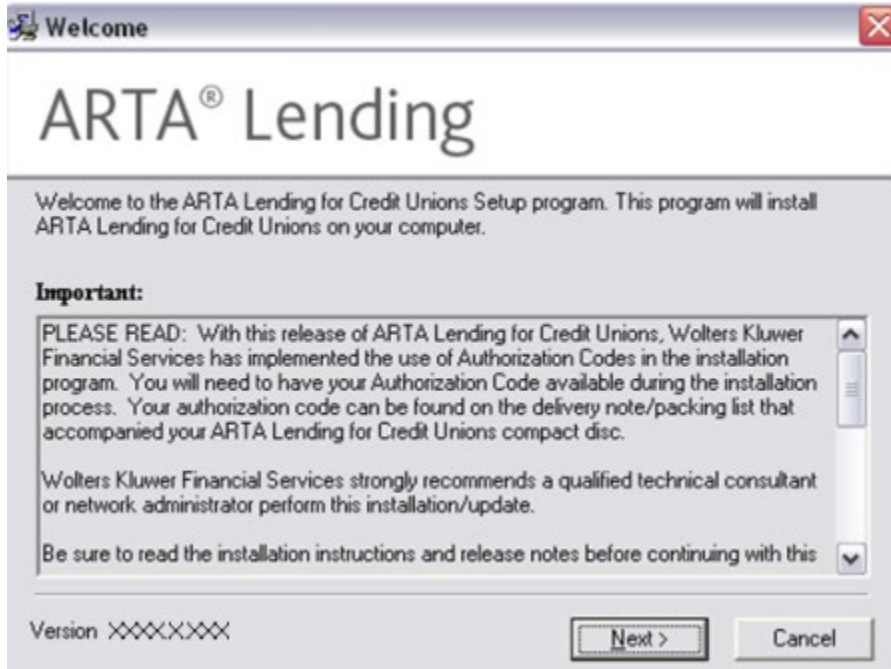 Welcome
ARTA® Lending
Welcome to the ARTA Lending for Credit Unions Setup program. This program will install
ARTA Lending for Credit Unions on your computer.
Important:
PLEASE READ: With this release of ARTA Lending for Credit Unions, Wolters Kluwer
Financial Services has implemented the use of Authorization Codes in the installation
program. You will need to have your Authorization Code available during the installation
process. Your authorization code can be found on the delivery note/packing list that
accompanied your ARTA Lending for Credit Unions compact disc.
Wolters Kluwer Financial Services strongly recommends a qualified technical consultant
or network administrator perform this installation/update.
Be sure to read the installation instructions and release notes before continuing with this
Version XXXX.X.XXX
Next >
Cancel